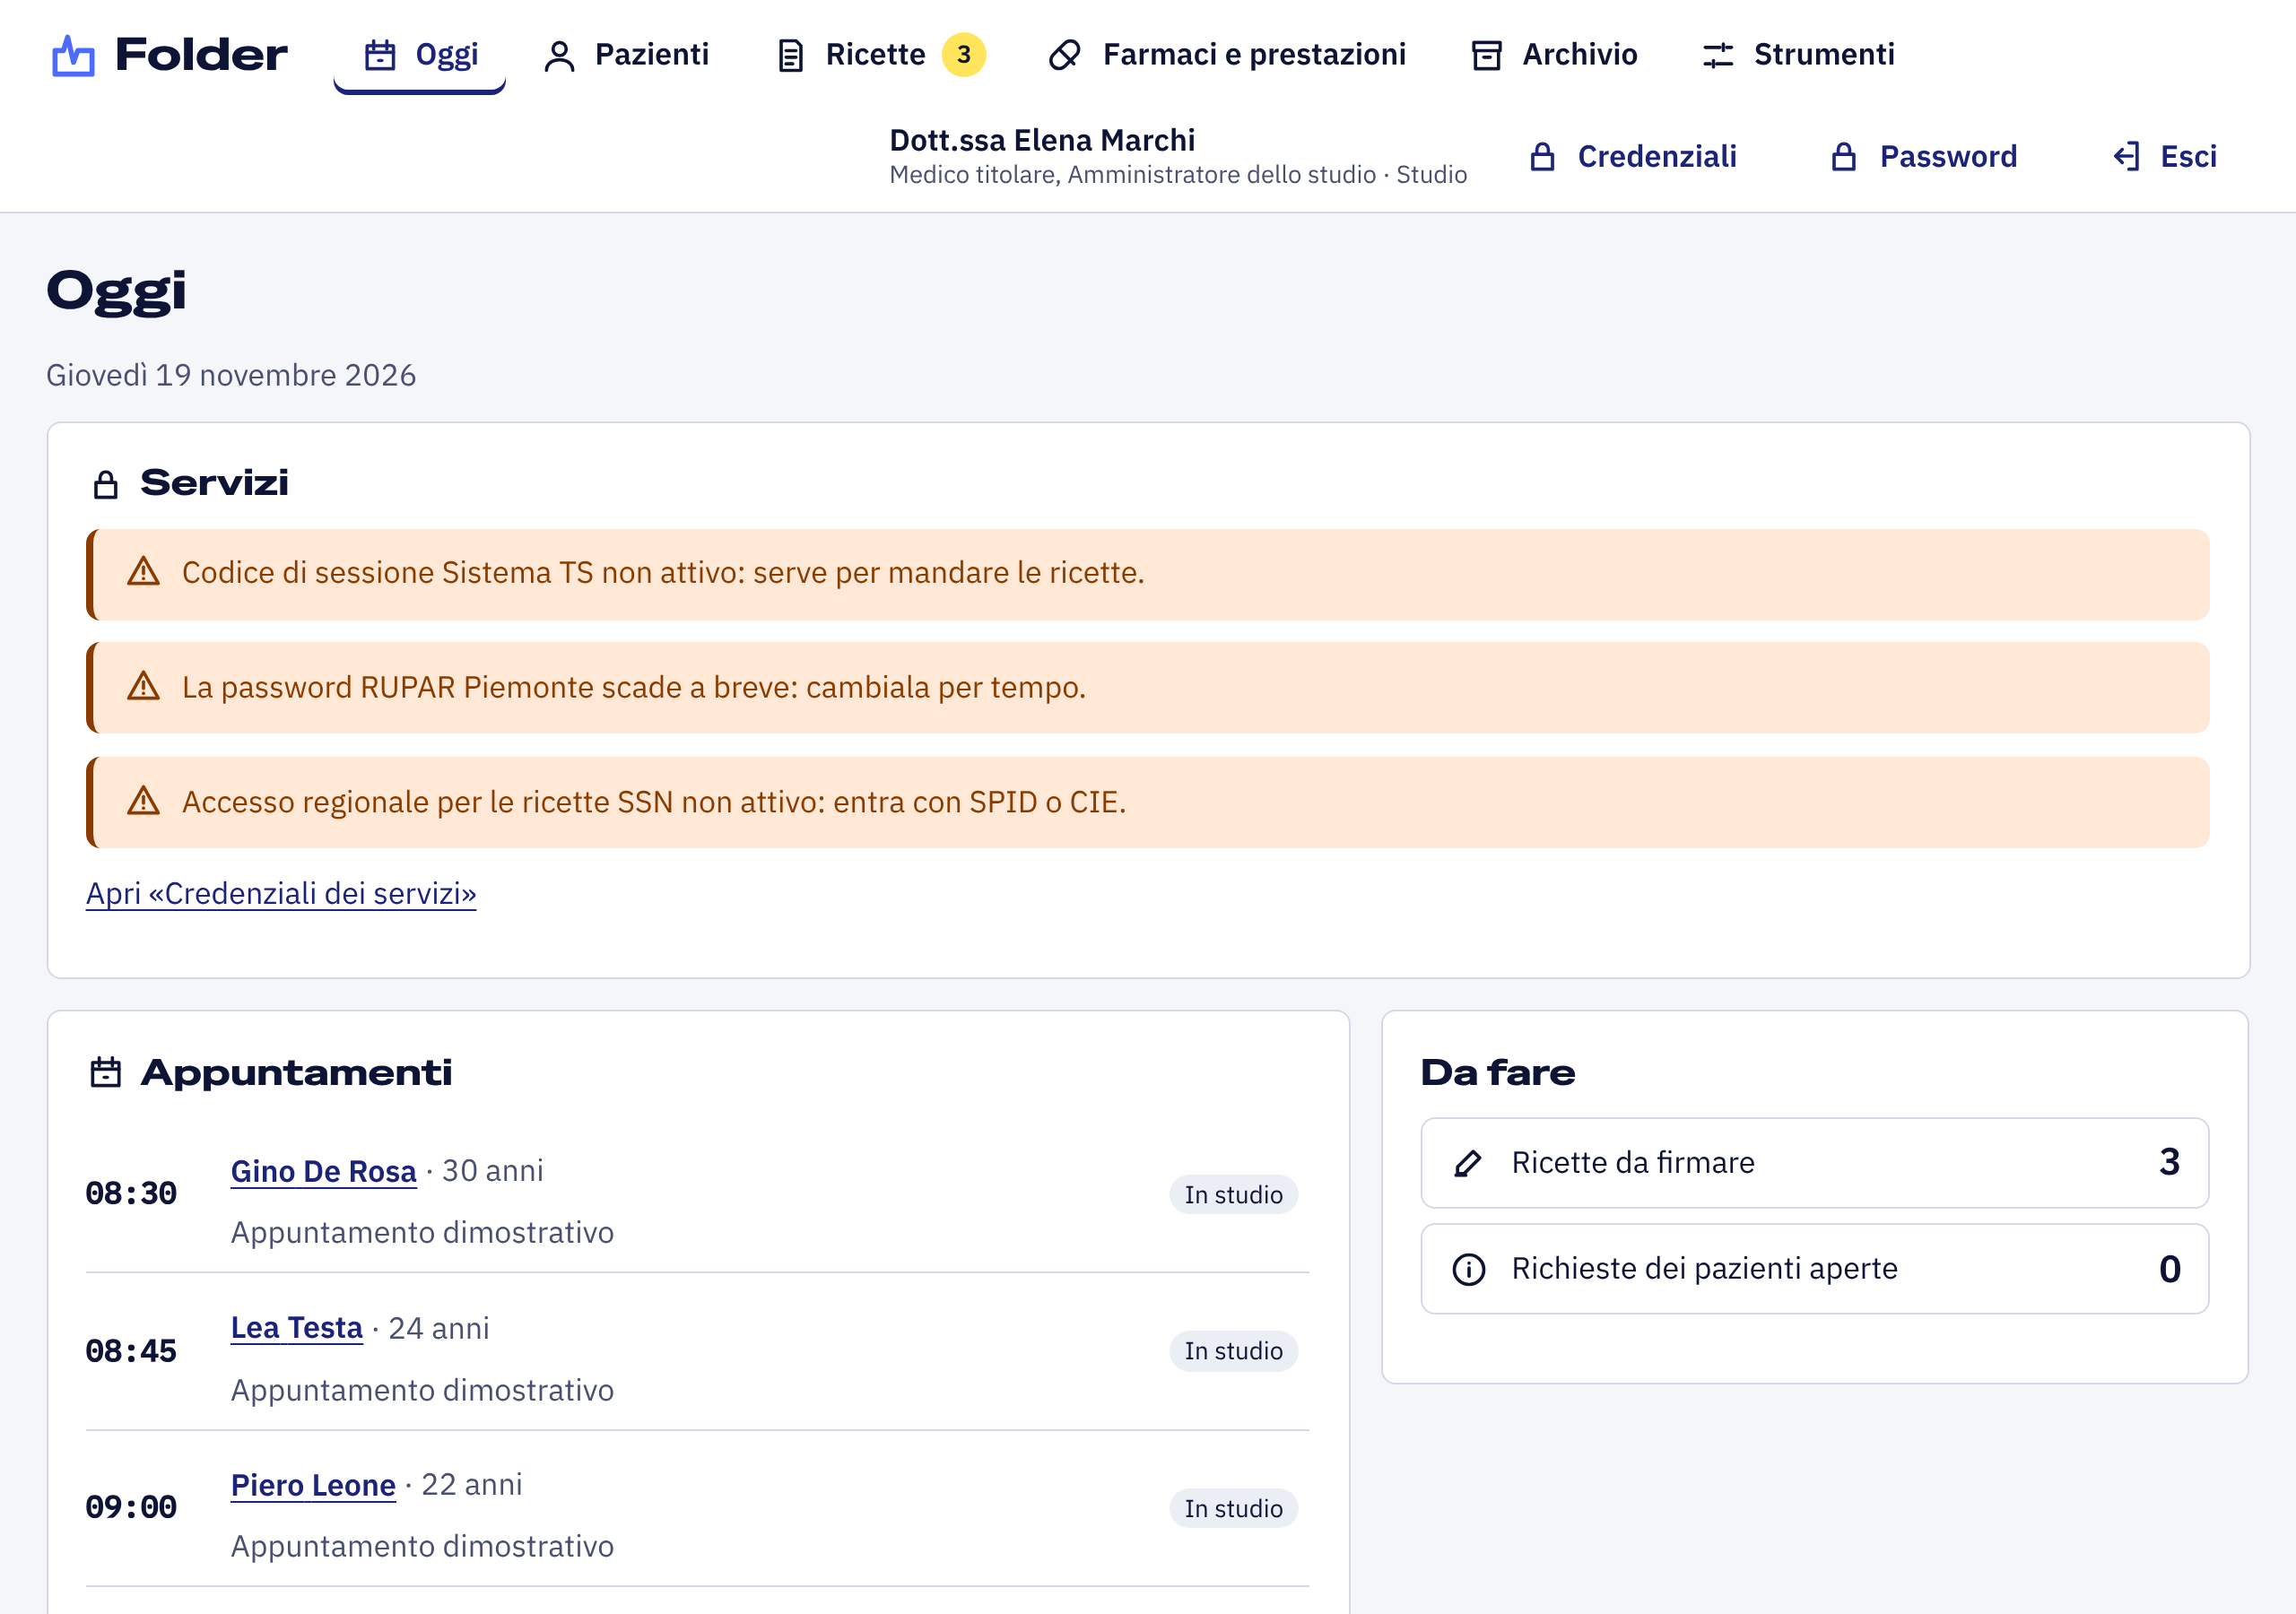 Folder
Oggi
Pazienti
Ricette 3
Farmaci e prestazioni
Archivio
Strumenti
Dott.ssa Elena Marchi
Medico titolare, Amministratore dello studio · Studio
Credenziali
Password
Esci
Oggi
Giovedì 19 novembre 2026
Servizi
Codice di sessione Sistema TS non attivo: serve per mandare le ricette.
La password RUPAR Piemonte scade a breve: cambiala per tempo.
Accesso regionale per le ricette SSN non attivo: entra con SPID o CIE.
Apri «Credenziali dei servizi»
Appuntamenti
08:30
Gino De Rosa · 30 anni
Appuntamento dimostrativo
In studio
08:45
Lea Testa · 24 anni
Appuntamento dimostrativo
In studio
09:00
Piero Leone · 22 anni
Appuntamento dimostrativo
In studio
Da fare
Ricette da firmare 3
Richieste dei pazienti aperte 0